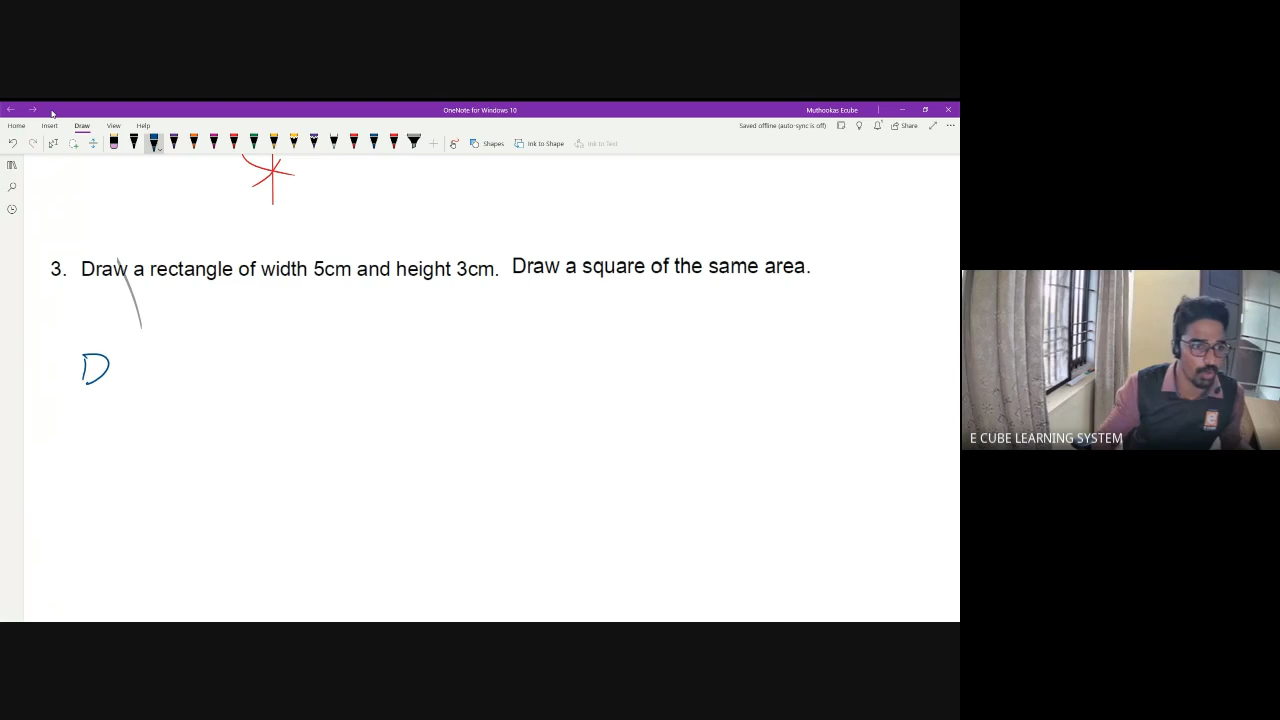 OneNote for Windows 10
Muthookas Ecube
Home Insert Draw View Help
Saved offline (auto-sync is off)
Share
Shapes
Ink to Shape
Ink to Text
3. Draw a rectangle of width 5cm and height 3cm. Draw a square of the same area.
D
E CUBE LEARNING SYSTEM